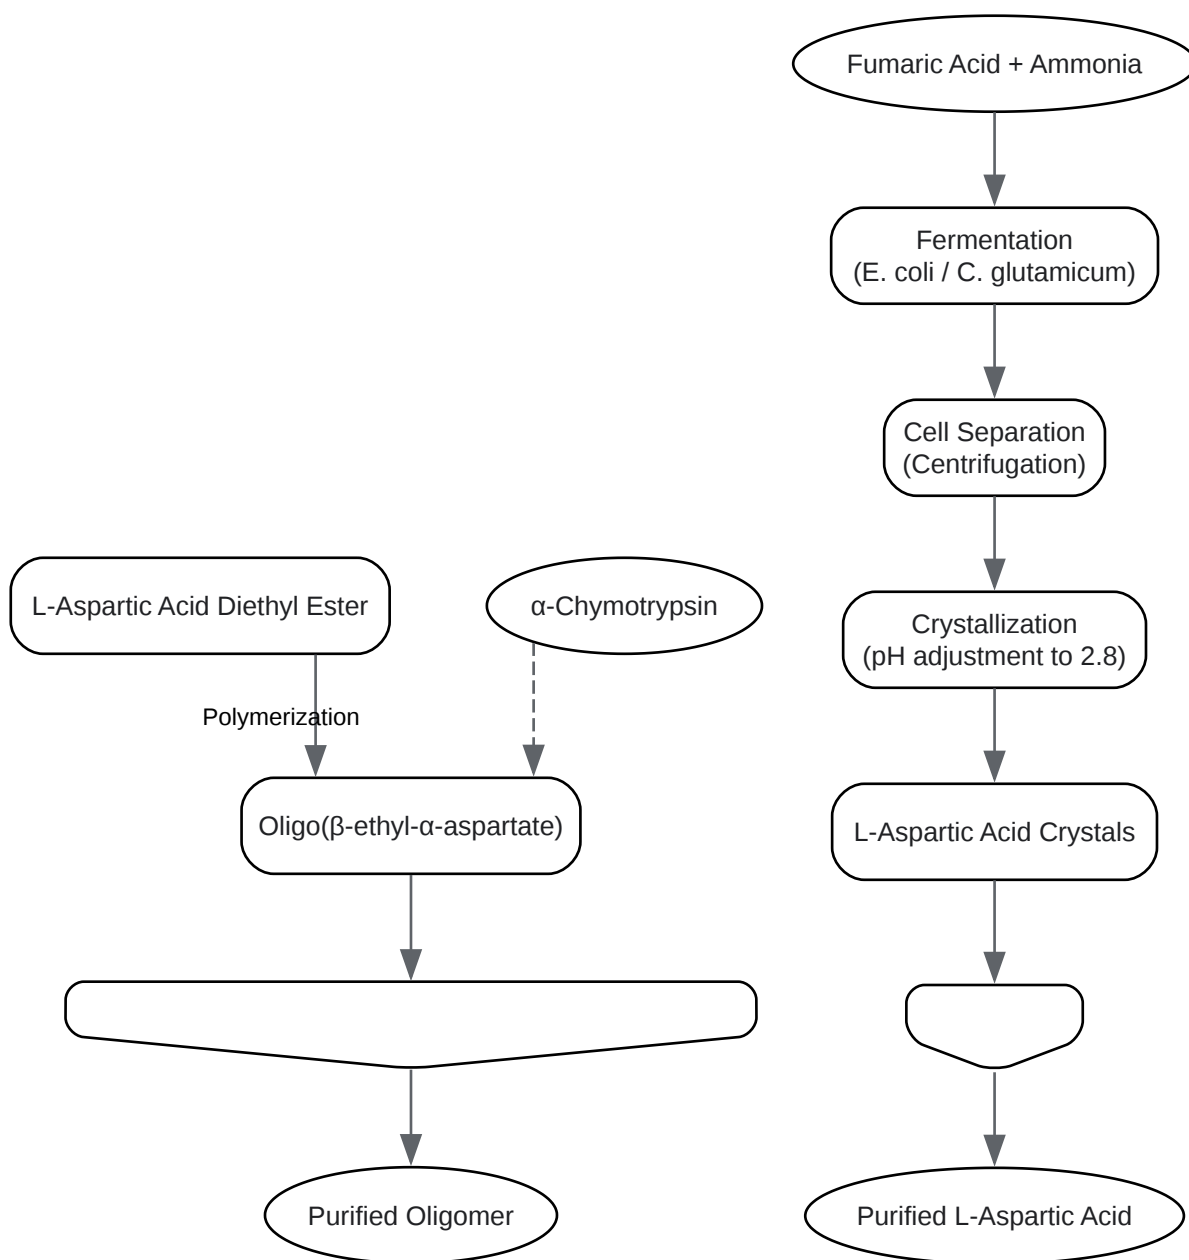 Fumaric Acid + Ammonia
Fermentation
(E. coli / C. glutamicum)
Cell Separation
(Centrifugation)
L-Aspartic Acid Diethyl Ester
α-Chymotrypsin
Crystallization
(pH adjustment to 2.8)
Polymerization
Oligo(β-ethyl-α-aspartate)
L-Aspartic Acid Crystals
Purified Oligomer
Purified L-Aspartic Acid